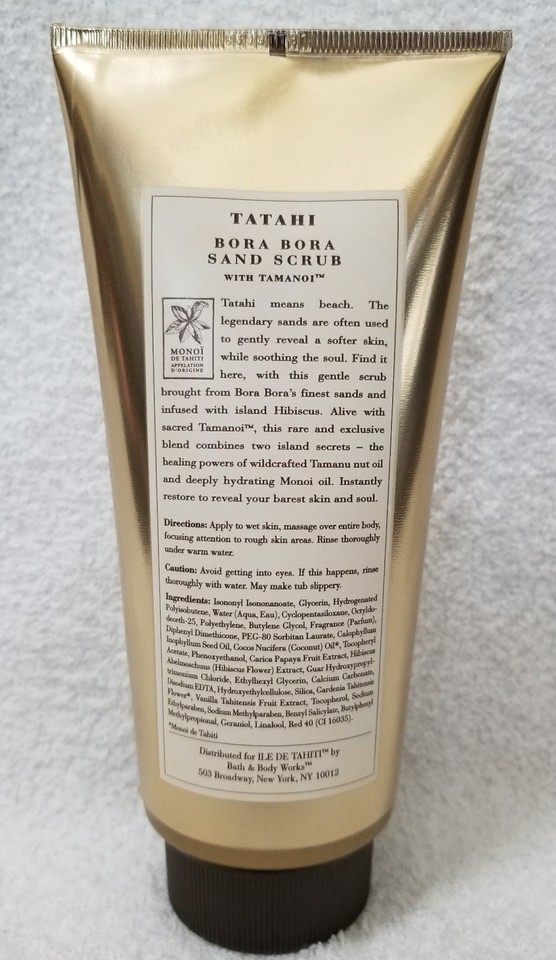 TATAHI
BORA BORA
SAND SCRUB
WITH TAMANOI™
MONOÏ
DE TAHITI
APPELATION
D'ORIGINE
Tatahi means beach. The
legendary sands are often used
to gently reveal a softer skin,
while soothing the soul. Find it
here, with this gentle scrub
brought from Bora Bora's finest sands and
infused with island Hibiscus. Alive with
sacred Tamanoi™, this rare and exclusive
blend combines two island secrets – the
healing powers of wildcrafted Tamanu nut oil
and deeply hydrating Monoi oil. Instantly
restore to reveal your barest skin and soul.
Directions: Apply to wet skin, massage over entire body,
focusing attention to rough skin areas. Rinse thoroughly
under warm water.
Caution: Avoid getting into eyes. If this happens, rinse
thoroughly with water. May make tub slippery.
Ingredients: Isononyl Isononanoate, Glycerin, Hydrogenated
Polyisobutene, Water (Aqua, Eau), Cyclopentasiloxane, Octyldo-
deceth-25, Polyethylene, Butylene Glycol, Fragrance (Parfum),
Diphenyl Dimethicone, PEG-80 Sorbitan Laurate, Calophyllum
Inophyllum Seed Oil, Cocos Nucifera (Coconut) Oil*, Tocopheryl
Acetate, Phenoxyethanol, Carica Papaya Fruit Extract, Hibiscus
Abelmoschus (Hibiscus Flower) Extract, Guar Hydroxypropyl-
trimonium Chloride, Ethylhexyl Glycerin, Calcium Carbonate,
Disodium EDTA, Hydroxyethylcellulose, Silica, Gardenia Tahitensis
Flower*, Vanilla Tahitensis Fruit Extract, Tocopherol, Sodium
Ethylparaben, Sodium Methylparaben, Benzyl Salicylate, Butylphenyl
Methylpropional, Geraniol, Linalool, Red 40 (CI 16035).
*Monoi de Tahiti
Distributed for ILE DE TAHITI™ by
Bath & Body Works™
503 Broadway, New York, NY 10012